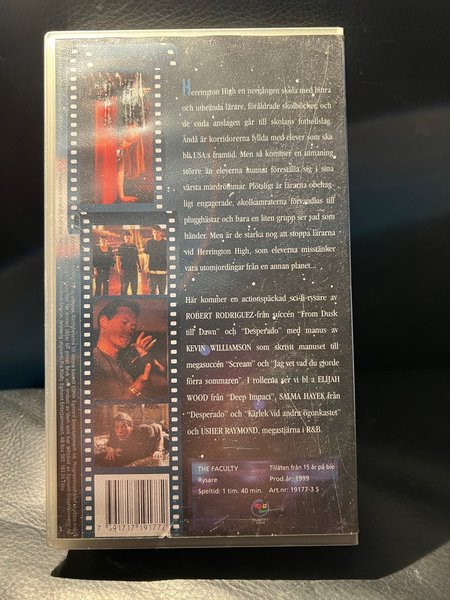 Herrington High en nergången skola med bittra
och utbrända lärare, föråldrade skolböcker, och
de enda anslagen går till skolans fotbollslag.
Ändå är korridorerna fyllda med elever som ska
bli USA:s framtid. Men så kommer en utmaning
större än eleverna kunnat föreställa sig i sina
värsta mardrömmar. Plötsligt är lärarna obehag-
ligt engagerade, skolkamraterna förvandlas till
plugghästar och bara en liten grupp ser vad som
händer. Men är de starka nog att stoppa lärarna
vid Herrington High, som eleverna misstänker
vara utomjordingar från en annan planet...
Här kommer en actionspäckad sci-fi-rysare av
ROBERT RODRIGUEZ-från succén "From Dusk
till Dawn" och "Desperado" med manus av
KEVIN WILLIAMSON som skrivit manuset till
megasuccén "Scream" och "Jag vet vad du gjorde
förra sommaren". I rollerna ser vi bl a ELIJAH
WOOD från "Deep Impact", SALMA HAYEK från
"Desperado" och "Kärlek vid andra ögonkastet"
och USHER RAYMOND, megastjärna i R&B.
THE FACULTY
Rysare
Speltid: 1 tim. 40 min.
Tillåten från 15 år på bio
Prod.år: 1999
Art.nr: 19177-3 S
7 391717 191772